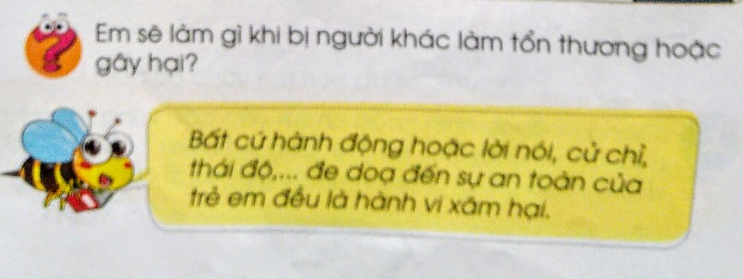 Em sẽ làm gì khi bị người khác làm tổn thương hoặc
gây hại?
Bất cứ hành động hoặc lời nói, cử chỉ,
thái độ,... đe doạ đến sự an toàn của
trẻ em đều là hành vi xâm hại.